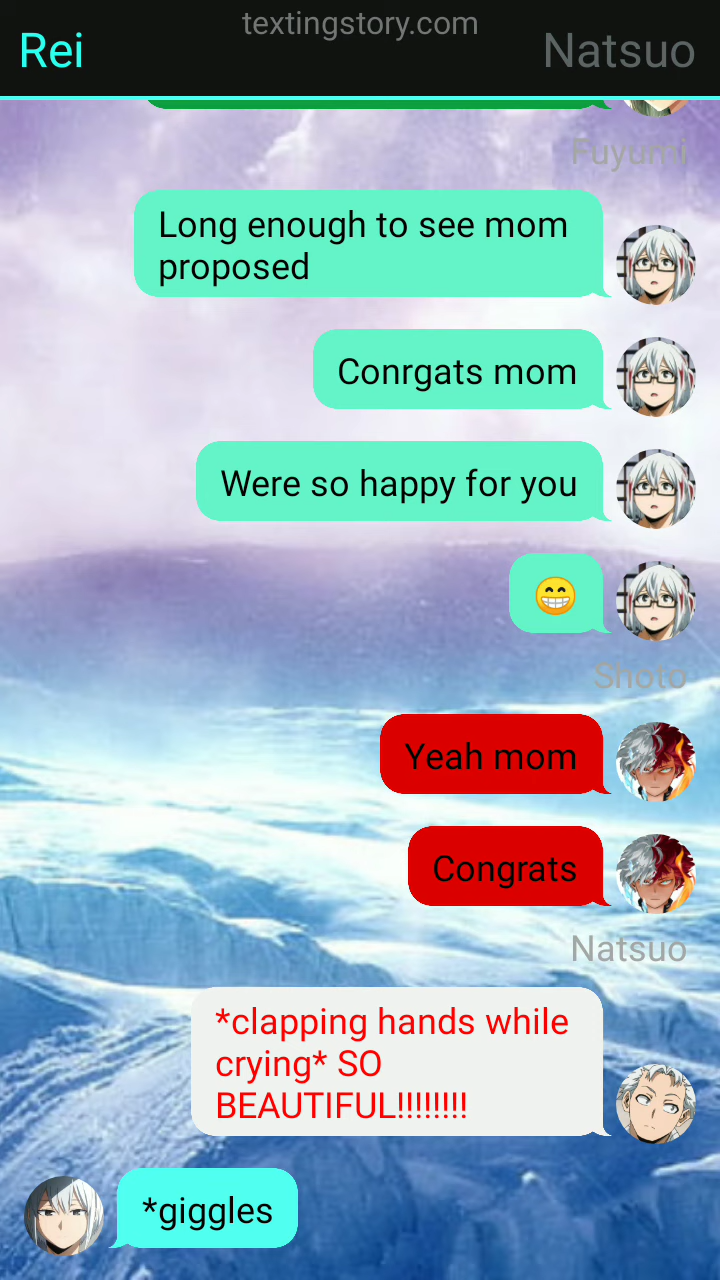 textingstory.com
Rei
Natsuo
Fuyumi
Long enough to see mom
proposed
Conrgats mom
Were so happy for you
😁
Shoto
Yeah mom
Congrats
Natsuo
*clapping hands while
crying* SO
BEAUTIFUL!!!!!!!!
*giggles